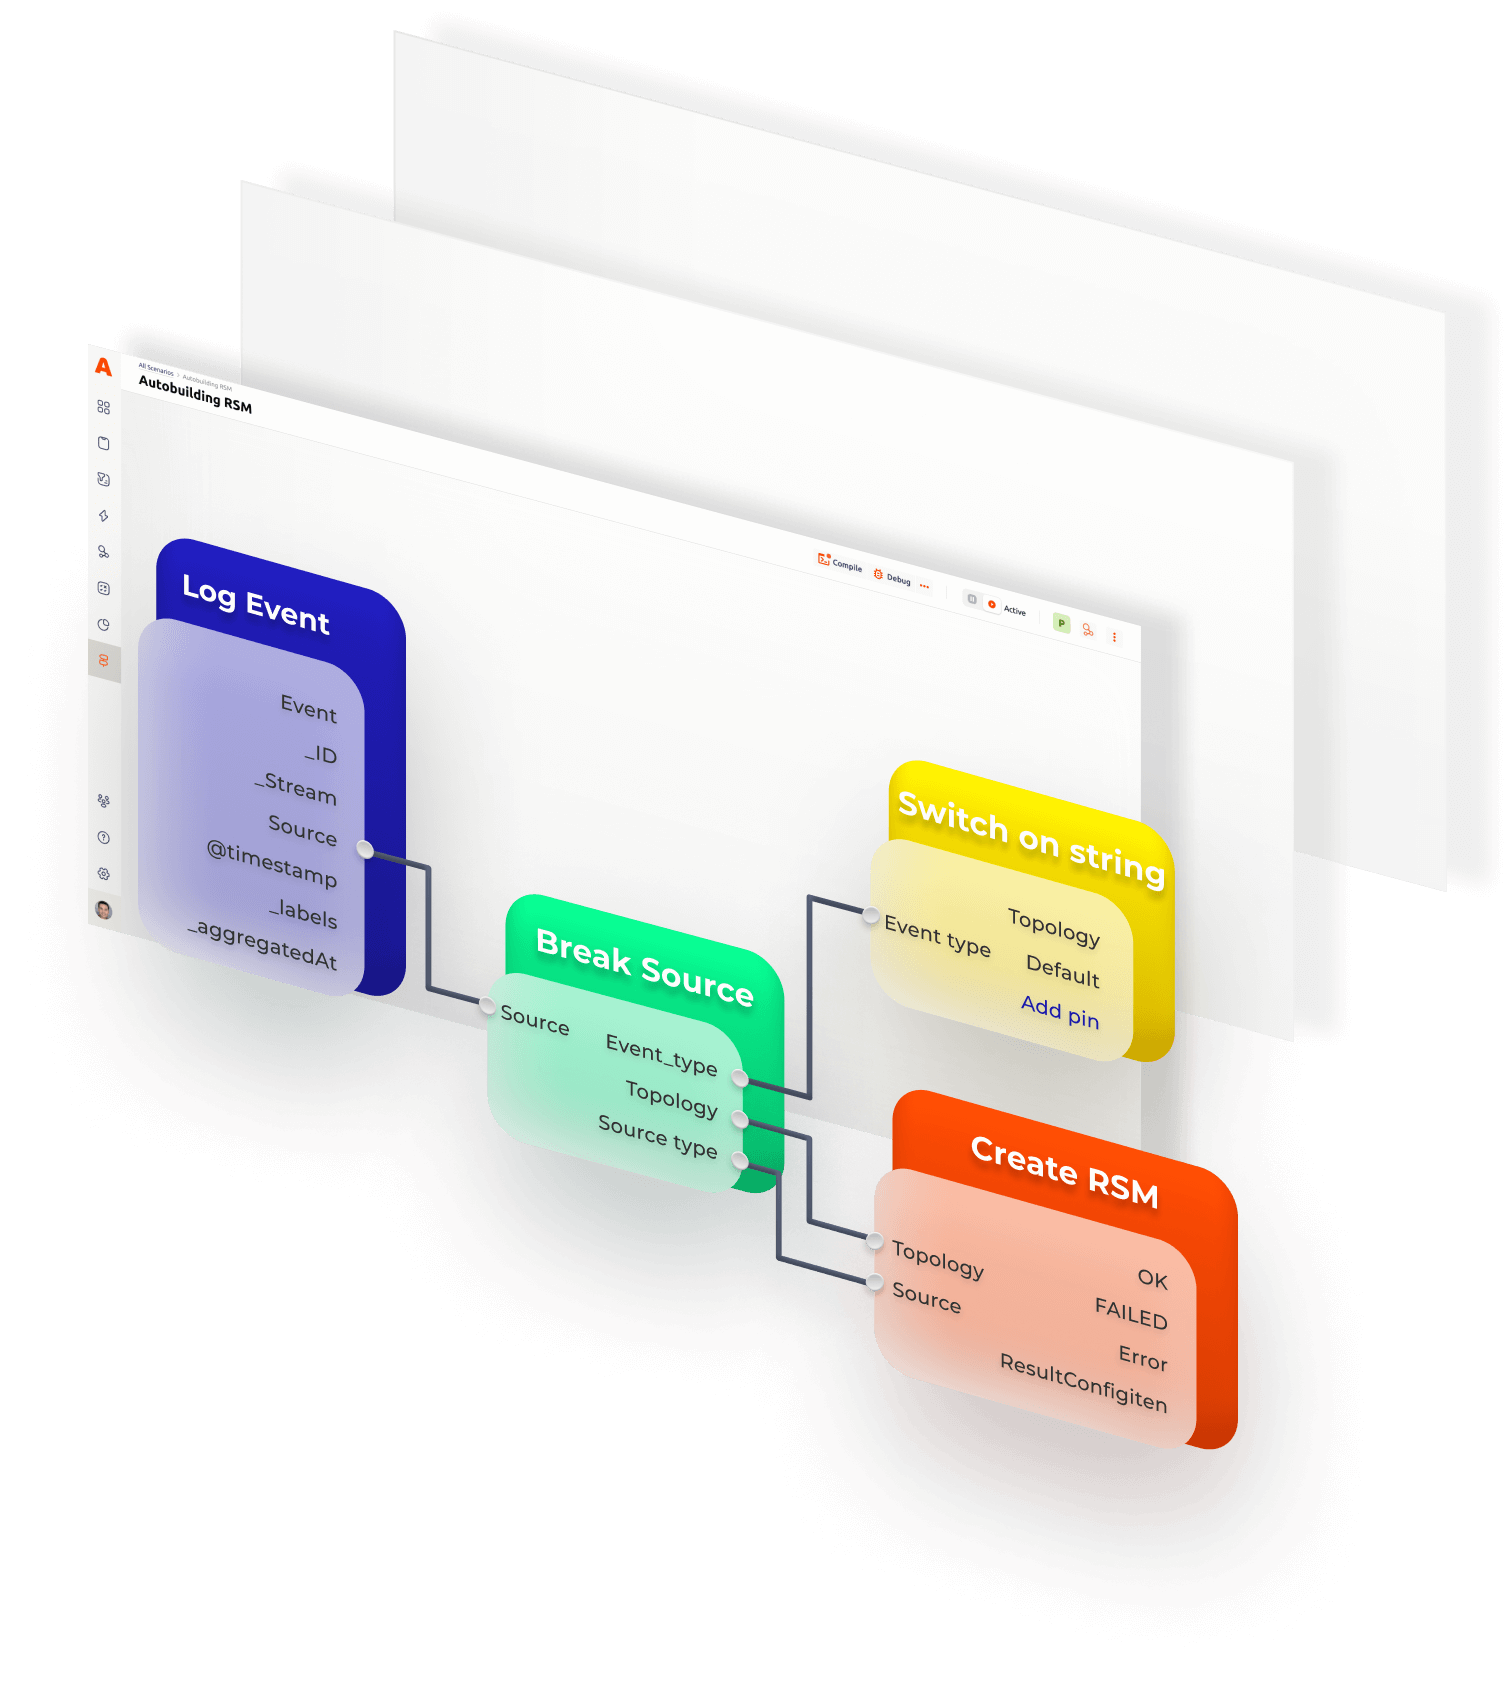 A
All Scenarios > Autobuilding RSM
Autobuilding RSM
Compile
Debug
Active
P
Log Event
Event
_ID
_Stream
Source
@timestamp
_labels
_aggregatedAt
Break Source
Source
Event_type
Topology
Source type
Switch on string
Event type
Topology
Default
Add pin
Create RSM
Topology
Source
OK
FAILED
Error
ResultConfigiten